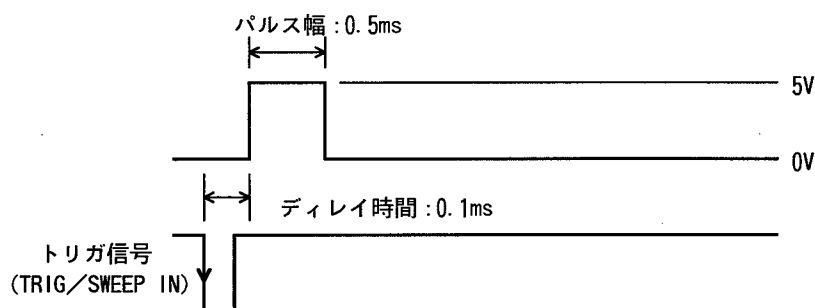 パルス幅:0.5ms
5V
0V
ディレイ時間:0.1ms
トリガ信号
(TRIG/SWEEP IN)